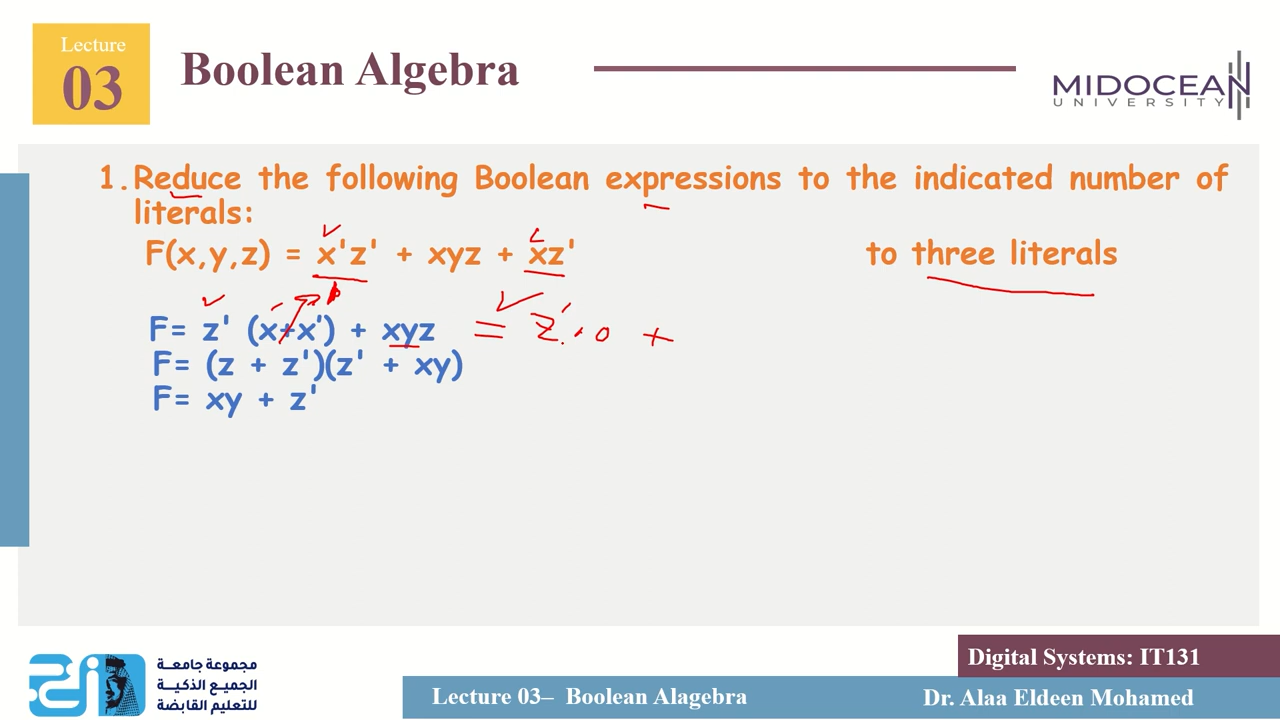 Lecture
03
Boolean Algebra
MIDOCEAN
UNIVERSITY
1. Reduce the following Boolean expressions to the indicated number of
literals:
F(x,y,z) = x'z' + xyz + xz' to three literals
F= z' (x+x') + xyz = z'.0 +
F= (z + z')(z' + xy)
F= xy + z'
مجموعة جامعة
الجميع الذكية
للتعليم القابضة
Digital Systems: IT131
Lecture 03– Boolean Alagebra
Dr. Alaa Eldeen Mohamed